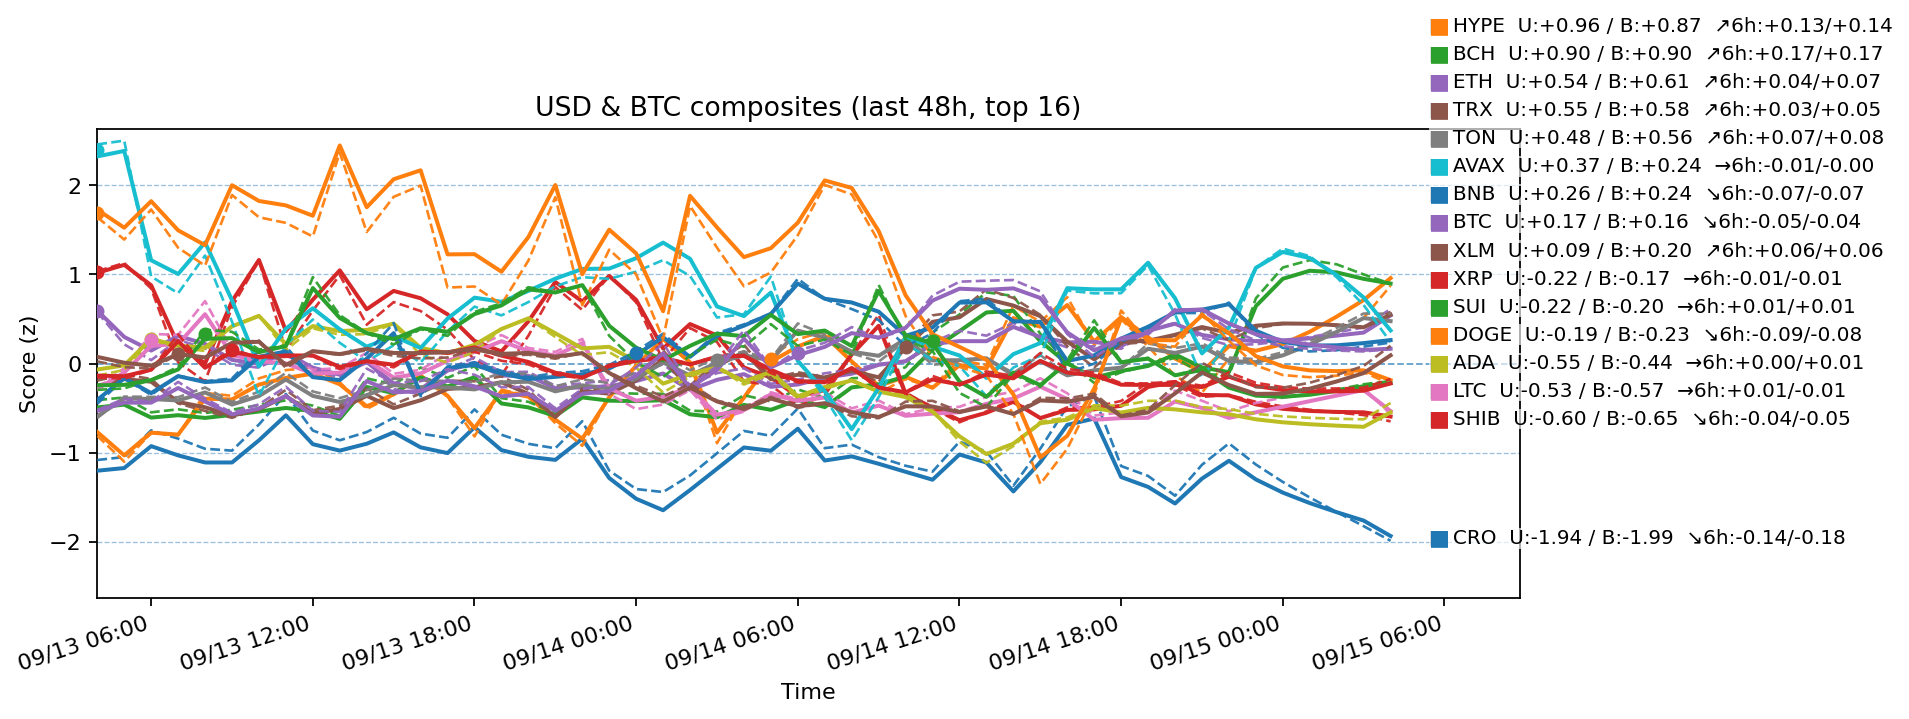 HYPE  U:+0.96 / B:+0.87  ↗6h:+0.13/+0.14
BCH  U:+0.90 / B:+0.90  ↗6h:+0.17/+0.17
ETH  U:+0.54 / B:+0.61  ↗6h:+0.04/+0.07
TRX  U:+0.55 / B:+0.58  ↗6h:+0.03/+0.05
TON  U:+0.48 / B:+0.56  ↗6h:+0.07/+0.08
AVAX  U:+0.37 / B:+0.24  →6h:-0.01/-0.00
BNB  U:+0.26 / B:+0.24  ↘6h:-0.07/-0.07
BTC  U:+0.17 / B:+0.16  ↘6h:-0.05/-0.04
XLM  U:+0.09 / B:+0.20  ↗6h:+0.06/+0.06
XRP  U:-0.22 / B:-0.17  →6h:-0.01/-0.01
SUI  U:-0.22 / B:-0.20  →6h:+0.01/+0.01
DOGE  U:-0.19 / B:-0.23  ↘6h:-0.09/-0.08
ADA  U:-0.55 / B:-0.44  →6h:+0.00/+0.01
LTC  U:-0.53 / B:-0.57  →6h:+0.01/-0.01
SHIB  U:-0.60 / B:-0.65  ↘6h:-0.04/-0.05
CRO  U:-1.94 / B:-1.99  ↘6h:-0.14/-0.18
USD & BTC composites (last 48h, top 16)
Score (z)
2
1
0
−1
−2
09/13 06:00
09/13 12:00
09/13 18:00
09/14 00:00
09/14 06:00
09/14 12:00
09/14 18:00
09/15 00:00
09/15 06:00
Time